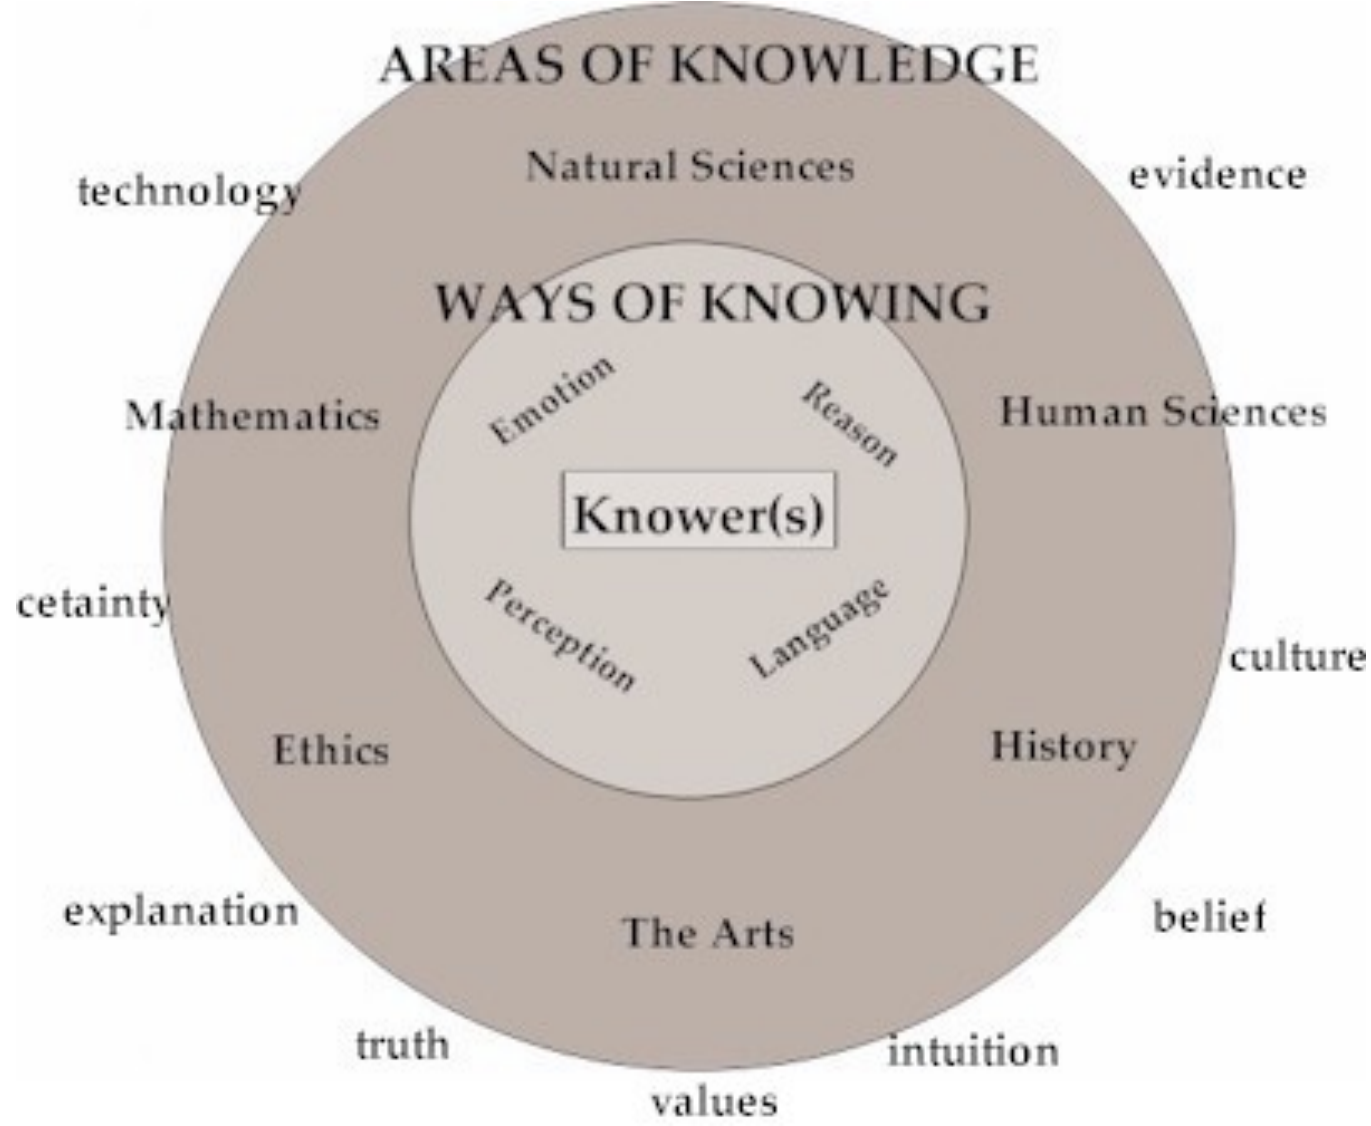 AREAS OF KNOWLEDGE
Natural Sciences
technology
evidence
WAYS OF KNOWING
Emotion
Reason
Mathematics
Human Sciences
Knower(s)
cetainty
Perception
Language
culture
Ethics
History
explanation
The Arts
belief
truth
intuition
values